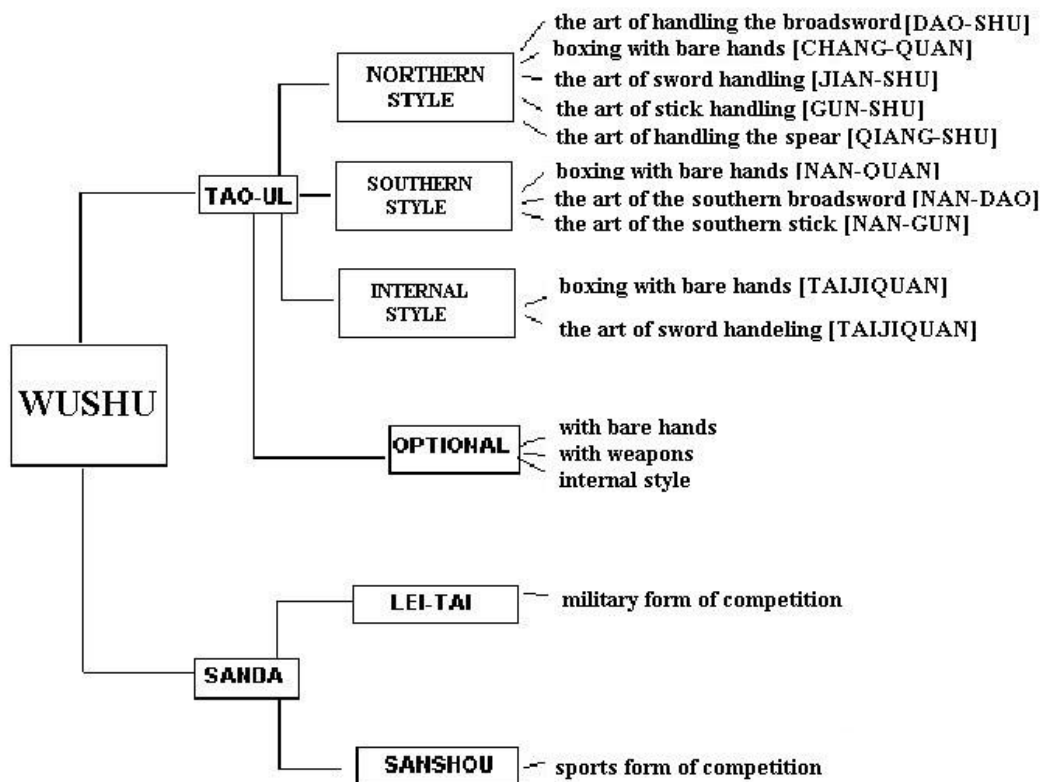 the art of handling the broadsword [DAO-SHU]
boxing with bare hands [CHANG-QUAN]
NORTHERN
STYLE
the art of sword handling [JIAN-SHU]
the art of stick handling [GUN-SHU]
the art of handling the spear [QIANG-SHU]
TAO-UL
SOUTHERN
STYLE
boxing with bare hands [NAN-QUAN]
the art of the southern broadsword [NAN-DAO]
the art of the southern stick [NAN-GUN]
INTERNAL
STYLE
boxing with bare hands [TAIJIQUAN]
the art of sword handeling [TAIJIQUAN]
WUSHU
OPTIONAL
with bare hands
with weapons
internal style
LEI-TAI
military form of competition
SANDA
SANSHOU
sports form of competition